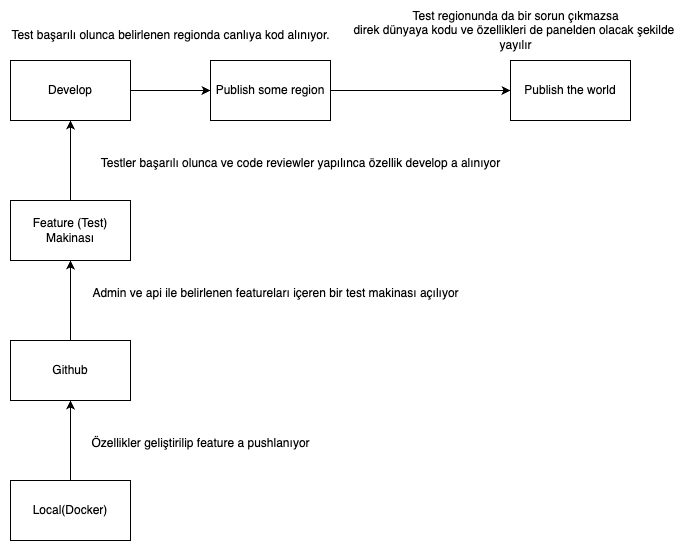 Test başarılı olunca belirlenen regionda canlıya kod alınıyor.
Test regionunda da bir sorun çıkmazsa
direk dünyaya kodu ve özellikleri de panelden olacak şekilde
yayılır
Develop
Publish some region
Publish the world
Testler başarılı olunca ve code reviewler yapılınca özellik develop a alınıyor
Feature (Test)
Makinası
Admin ve api ile belirlenen featureları içeren bir test makinası açılıyor
Github
Özellikler geliştirilip feature a pushlanıyor
Local(Docker)